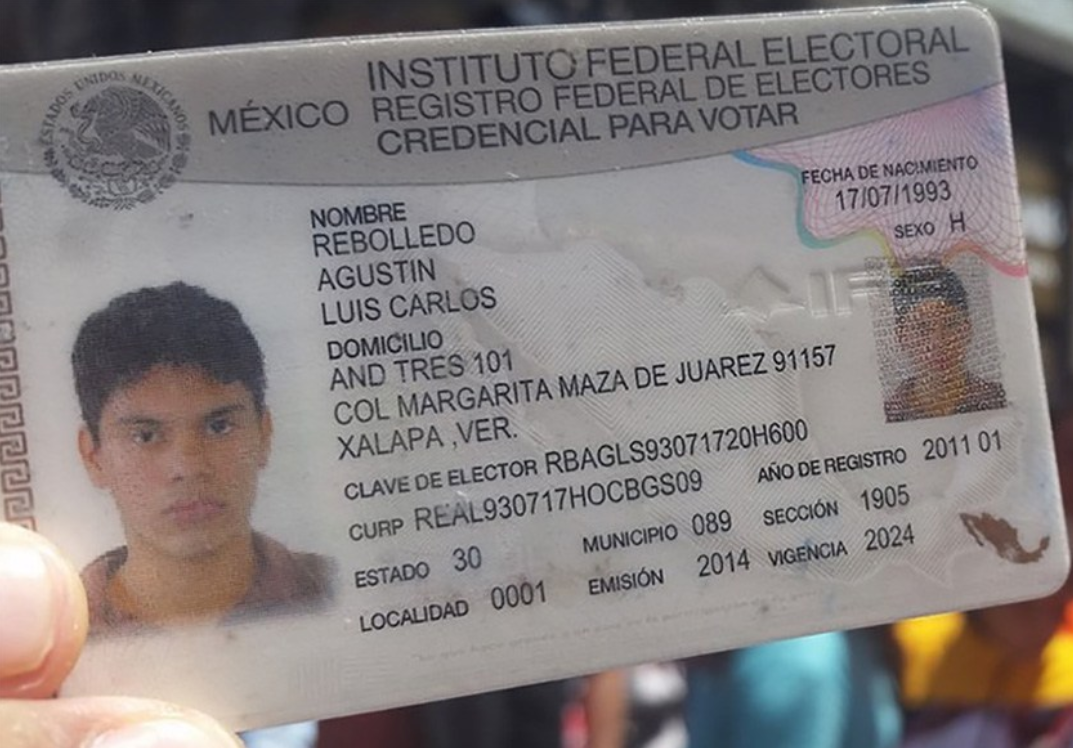 ESTADOS UNIDOS MEXICANOS
MÉXICO
INSTITUTO FEDERAL ELECTORAL
REGISTRO FEDERAL DE ELECTORES
CREDENCIAL PARA VOTAR
FECHA DE NACIMIENTO
17/07/1993
SEXO H
NOMBRE
REBOLLEDO
AGUSTIN
LUIS CARLOS
DOMICILIO
AND TRES 101
COL MARGARITA MAZA DE JUAREZ 91157
XALAPA ,VER.
CLAVE DE ELECTOR RBAGLS93071720H600
CURP REAL930717HOCBGS09 AÑO DE REGISTRO 2011 01
ESTADO 30 MUNICIPIO 089 SECCIÓN 1905
LOCALIDAD 0001 EMISIÓN 2014 VIGENCIA 2024